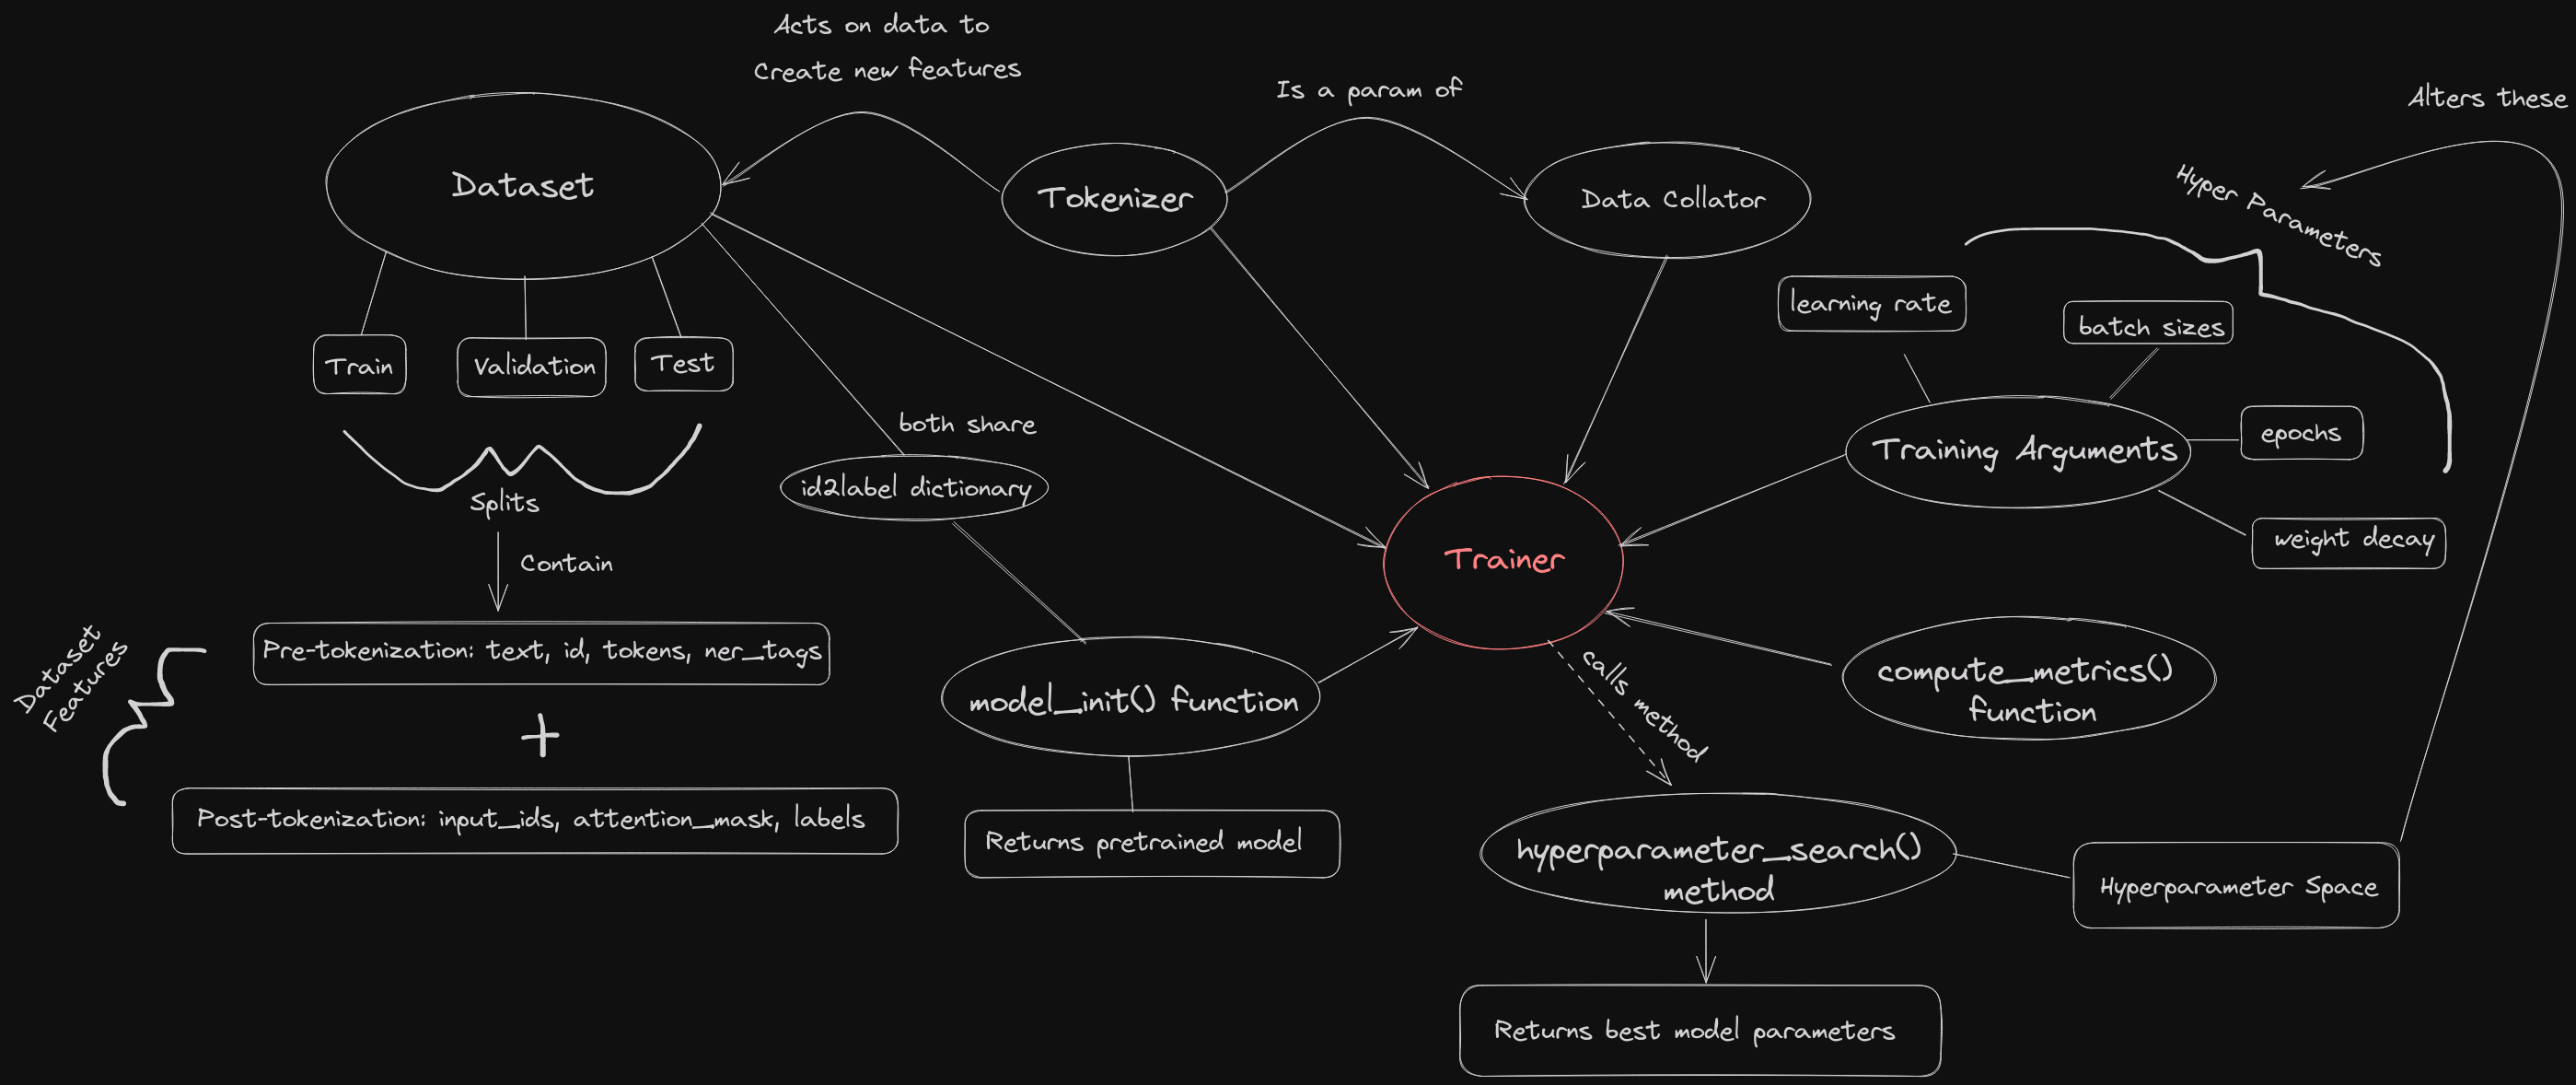 Acts on data to
Create new features
Is a param of
Alters these
Hyper Parameters
Dataset
Tokenizer
Data Collator
learning rate
batch sizes
Train
Validation
Test
both share
Training Arguments
epochs
id2label dictionary
Splits
weight decay
Contain
Trainer
Dataset
Features
Pre-tokenization: text, id, tokens, ner_tags
calls method
compute_metrics()
function
model_init() function
+
Post-tokenization: input_ids, attention_mask, labels
Returns pretrained model
hyperparameter_search()
method
Hyperparameter Space
Returns best model parameters